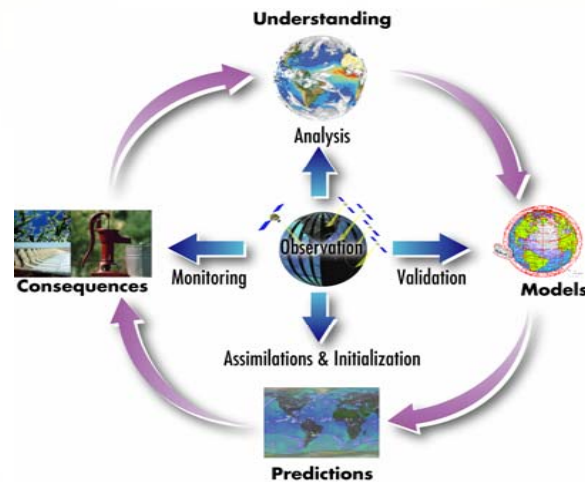 Understanding
Analysis
Observation
Monitoring
Validation
Consequences
Models
Assimilations & Initialization
Predictions